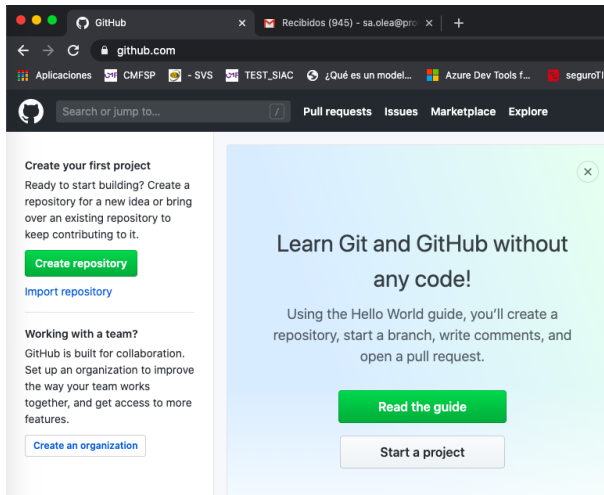 GitHub
Recibidos (945) - sa.olea@pro
github.com
Aplicaciones CMFSP - SVS TEST_SIAC ¿Qué es un model... Azure Dev Tools f... seguroTI
Search or jump to... / Pull requests Issues Marketplace Explore
Create your first project
Ready to start building? Create a
repository for a new idea or bring
over an existing repository to
keep contributing to it.
Create repository
Import repository
Working with a team?
GitHub is built for collaboration.
Set up an organization to improve
the way your team works
together, and get access to more
features.
Create an organization
Learn Git and GitHub without
any code!
Using the Hello World guide, you’ll create a
repository, start a branch, write comments, and
open a pull request.
Read the guide
Start a project